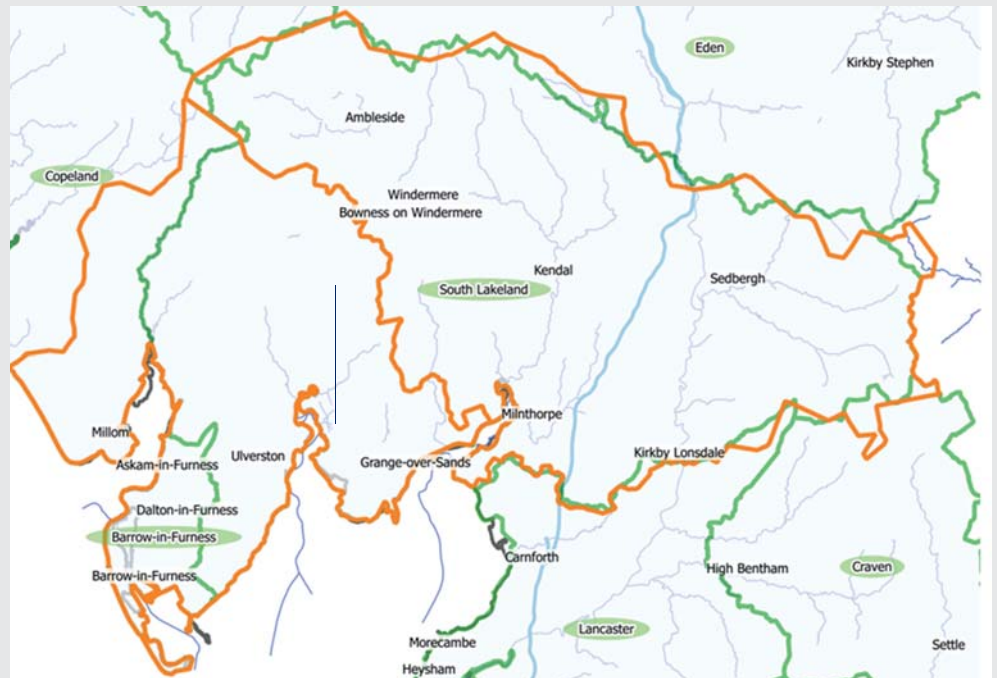 Eden
Kirkby Stephen
Ambleside
Copeland
Windermere
Bowness on Windermere
Kendal
Sedbergh
South Lakeland
Milnthorpe
Millom
Kirkby Lonsdale
Ulverston
Askam-in-Furness
Grange-over-Sands
Dalton-in-Furness
Barrow-in-Furness
Carnforth
High Bentham
Craven
Barrow-in-Furness
Lancaster
Morecambe
Settle
Heysham